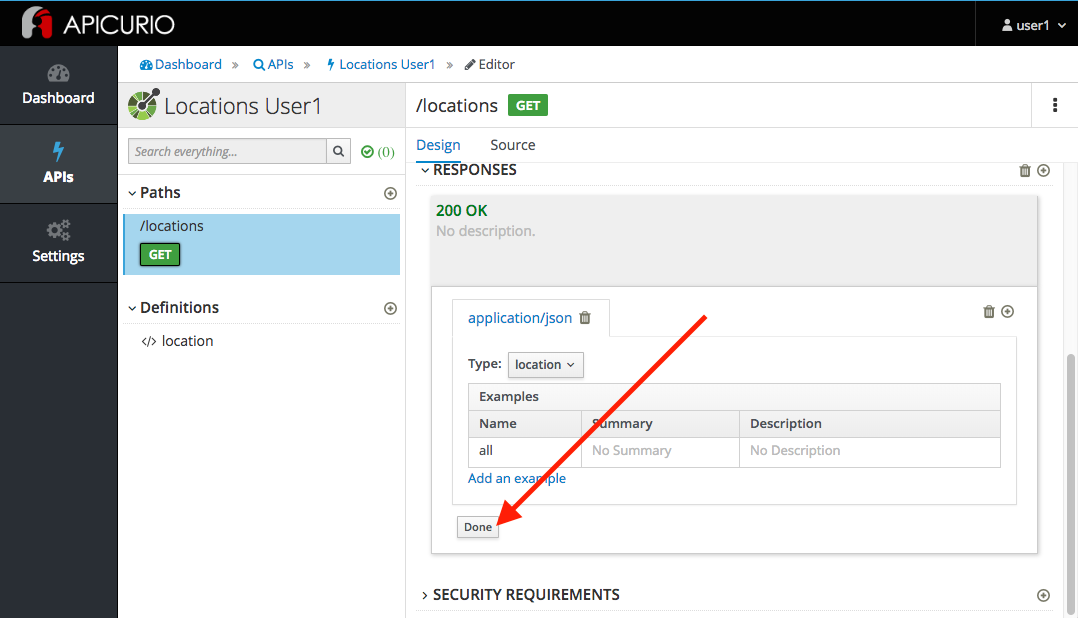 APICURIO
user1
Dashboard
APIs
Settings
Dashboard » APIs » Locations User1 » Editor
Locations User1
Search everything...
(0)
Paths
/locations
GET
Definitions
</> location
/locations GET
Design Source
RESPONSES
200 OK
No description.
application/json
Type: location
Examples
Name Summary Description
all No Summary No Description
Add an example
Done
SECURITY REQUIREMENTS